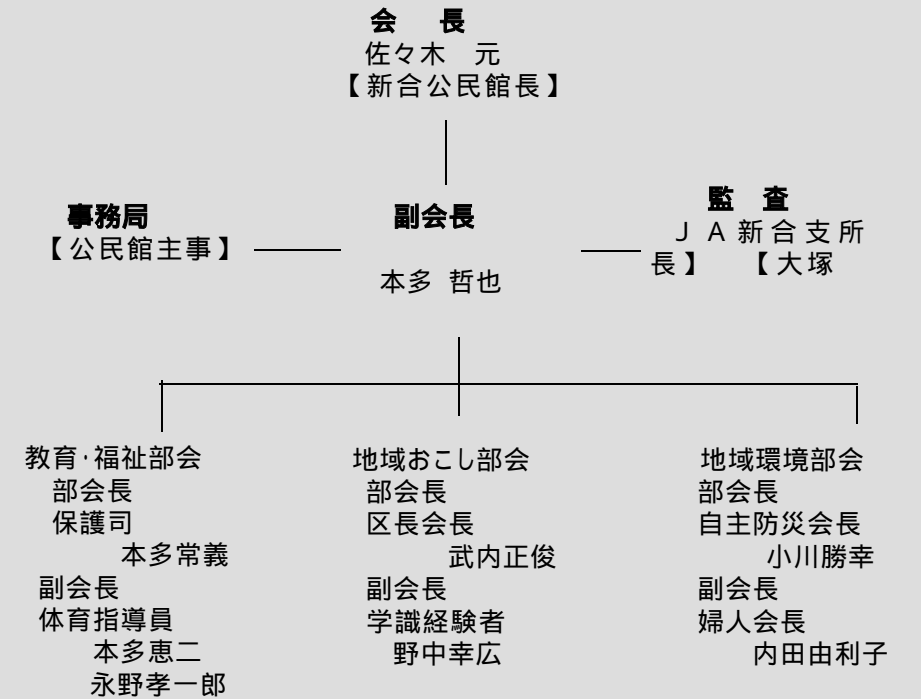 会　長
佐々木　元
【新合公民館長】
事務局
【公民館主事】
副会長
本多 哲也
監　査
ＪＡ新合支所
長】　【大塚
教育・福祉部会
部会長
保護司
本多常義
副会長
体育指導員
本多恵二
永野孝一郎
地域おこし部会
部会長
区長会長
武内正俊
副会長
学識経験者
野中幸広
地域環境部会
部会長
自主防災会長
小川勝幸
副会長
婦人会長
内田由利子